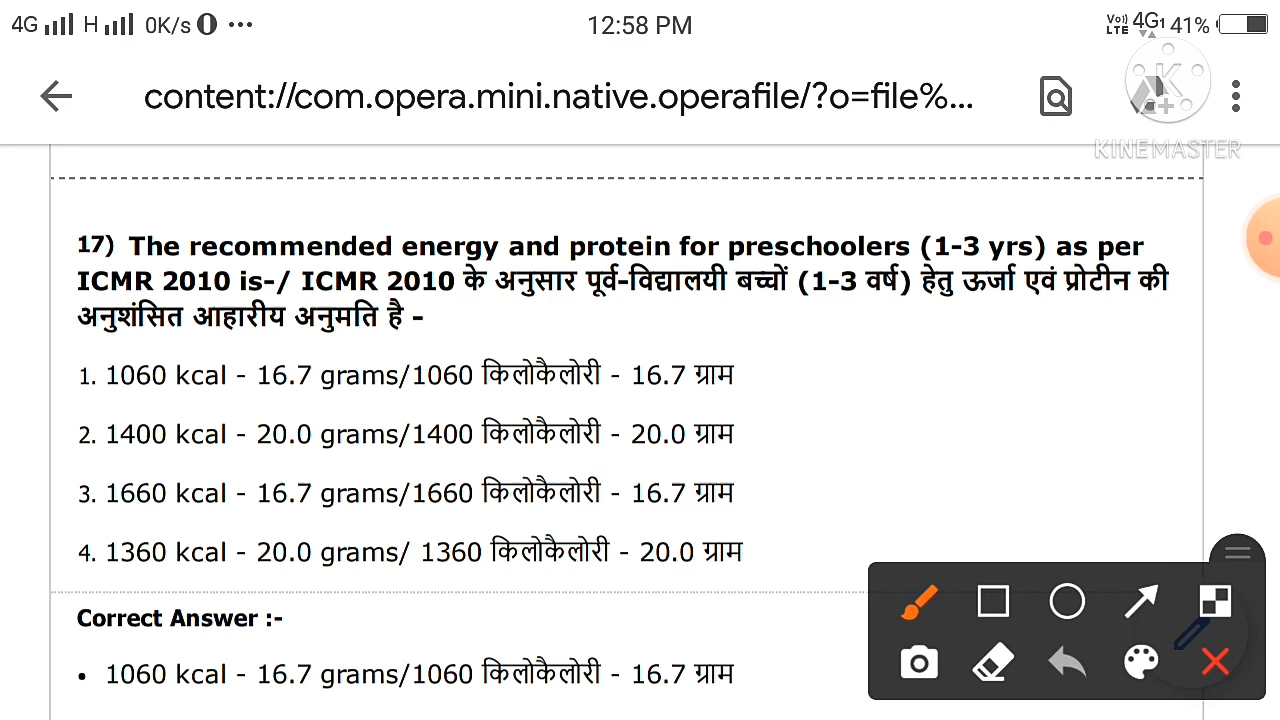 4G H 0K/s 12:58 PM Vo) LTE 4G1 41%
content://com.opera.mini.native.operafile/?o=file%...
KINEMASTER
17) The recommended energy and protein for preschoolers (1-3 yrs) as per
ICMR 2010 is-/ ICMR 2010 के अनुसार पूर्व-विद्यालयी बच्चों (1-3 वर्ष) हेतु ऊर्जा एवं प्रोटीन की
अनुशंसित आहारीय अनुमति है -
1. 1060 kcal - 16.7 grams/1060 किलोकैलोरी - 16.7 ग्राम
2. 1400 kcal - 20.0 grams/1400 किलोकैलोरी - 20.0 ग्राम
3. 1660 kcal - 16.7 grams/1660 किलोकैलोरी - 16.7 ग्राम
4. 1360 kcal - 20.0 grams/ 1360 किलोकैलोरी - 20.0 ग्राम
Correct Answer :-
• 1060 kcal - 16.7 grams/1060 किलोकैलोरी - 16.7 ग्राम